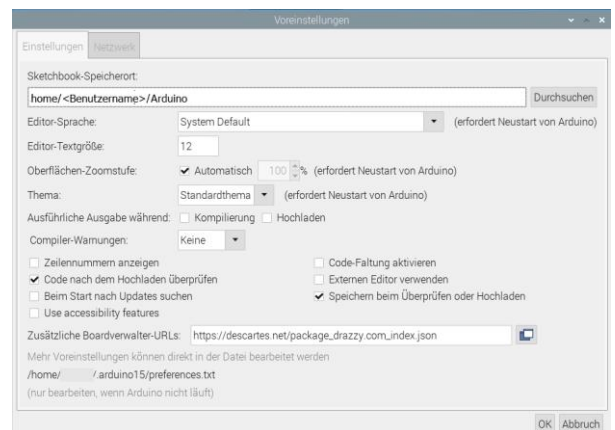 Voreinstellungen
Einstellungen Netzwerk
Sketchbook-Speicherort:
home/<Benutzername>/Arduino Durchsuchen
Editor-Sprache: System Default (erfordert Neustart von Arduino)
Editor-Textgröße: 12
Oberflächen-Zoomstufe: Automatisch 100 % (erfordert Neustart von Arduino)
Thema: Standardthema (erfordert Neustart von Arduino)
Ausführliche Ausgabe während: Kompilierung Hochladen
Compiler-Warnungen: Keine
Zeilennummern anzeigen Code-Faltung aktivieren
Code nach dem Hochladen überprüfen Externen Editor verwenden
Beim Start nach Updates suchen Speichern beim Überprüfen oder Hochladen
Use accessibility features
Zusätzliche Boardverwalter-URLs: https://descartes.net/package_drazzy.com_index.json
Mehr Voreinstellungen können direkt in der Datei bearbeitet werden
/home/ /.arduino15/preferences.txt
(nur bearbeiten, wenn Arduino nicht läuft)
OK Abbruch